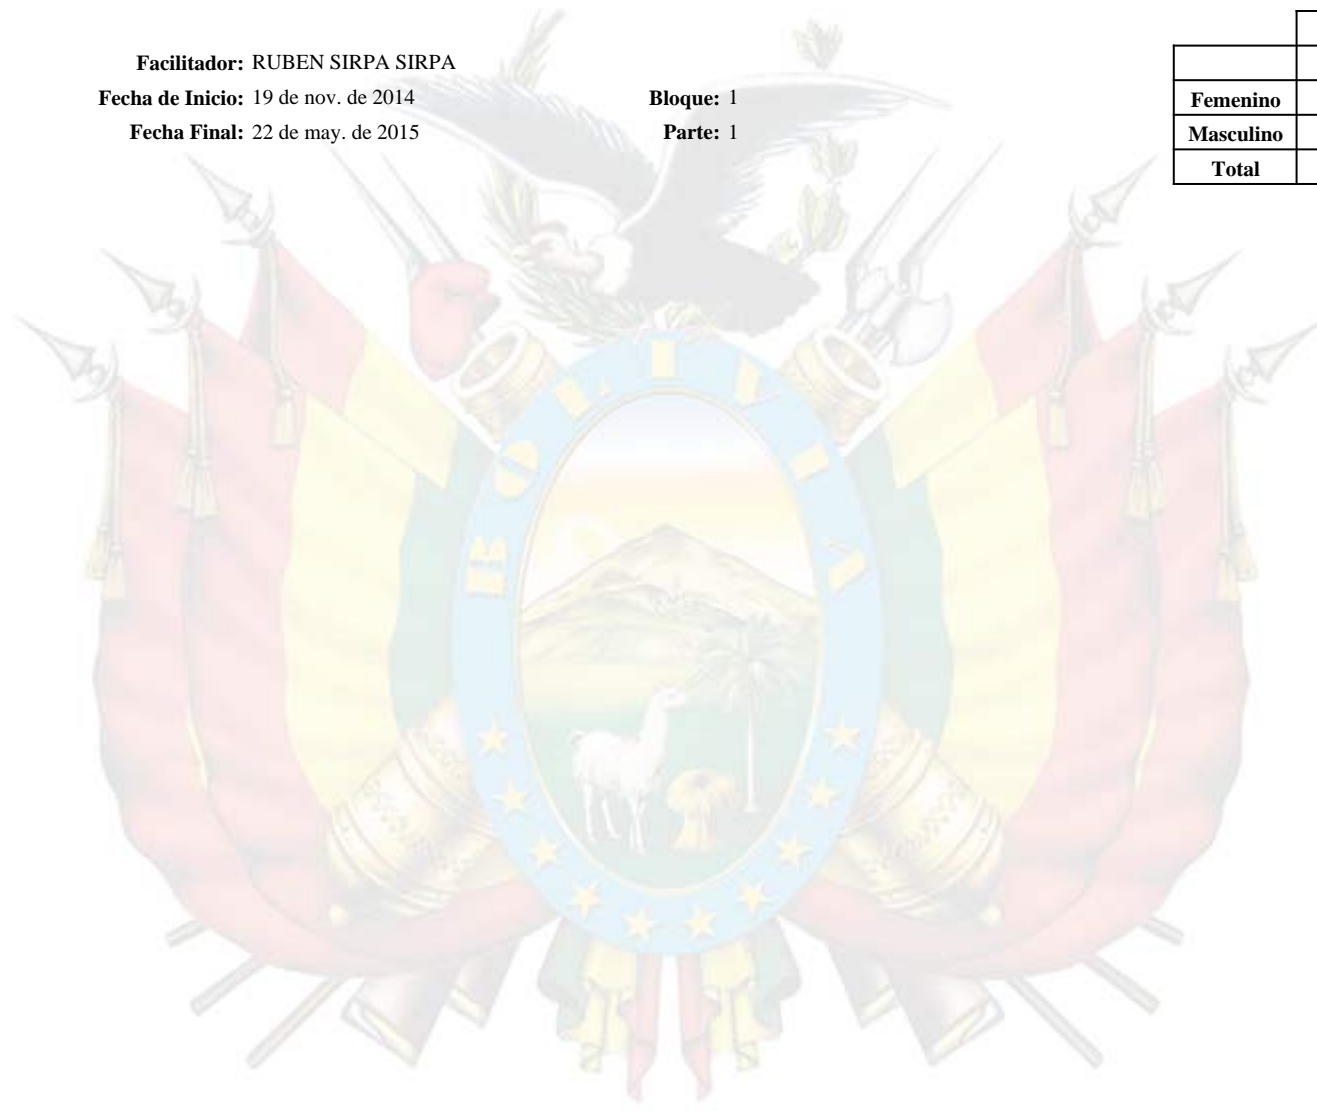 Facilitador: RUBEN SIRPA SIRPA
Fecha de Inicio: 19 de nov. de 2014 Bloque: 1
Fecha Final: 22 de may. de 2015 Parte: 1
Femenino
Masculino
Total
BOLIVIA